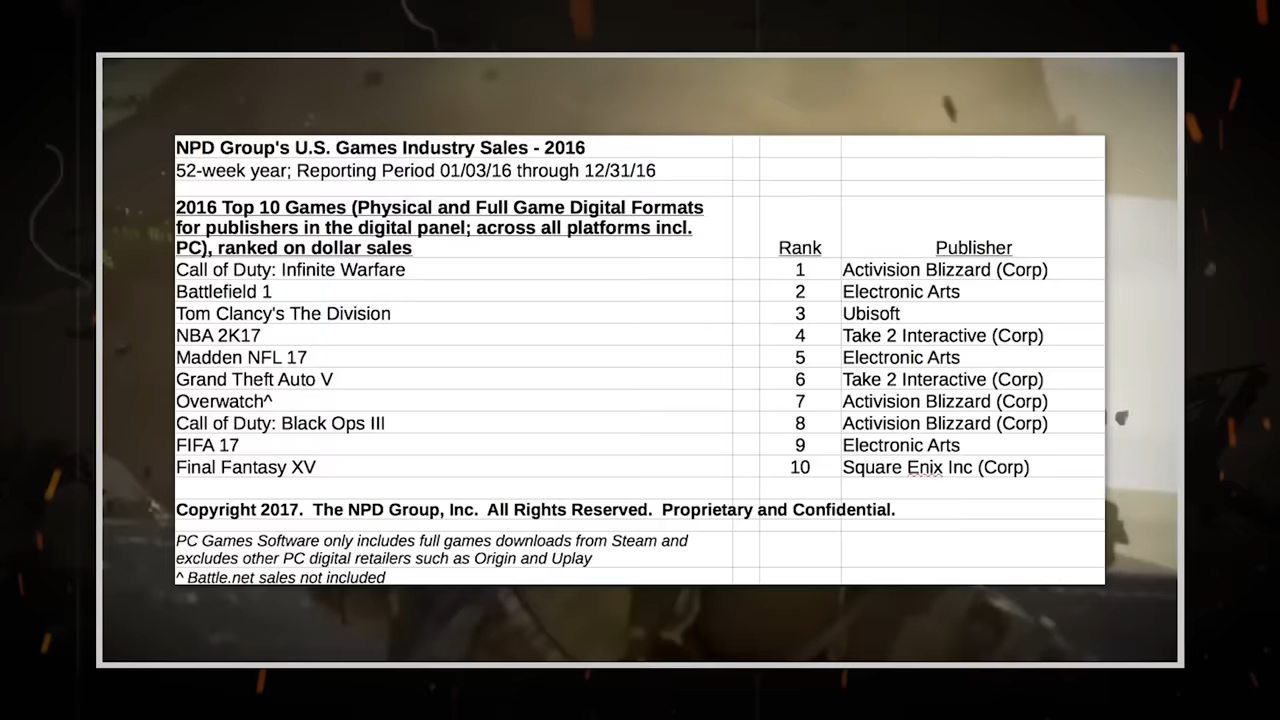 NPD Group's U.S. Games Industry Sales - 2016
52-week year; Reporting Period 01/03/16 through 12/31/16
2016 Top 10 Games (Physical and Full Game Digital Formats
for publishers in the digital panel; across all platforms incl.
PC), ranked on dollar sales Rank Publisher
Call of Duty: Infinite Warfare 1 Activision Blizzard (Corp)
Battlefield 1 2 Electronic Arts
Tom Clancy's The Division 3 Ubisoft
NBA 2K17 4 Take 2 Interactive (Corp)
Madden NFL 17 5 Electronic Arts
Grand Theft Auto V 6 Take 2 Interactive (Corp)
Overwatch^ 7 Activision Blizzard (Corp)
Call of Duty: Black Ops III 8 Activision Blizzard (Corp)
FIFA 17 9 Electronic Arts
Final Fantasy XV 10 Square Enix Inc (Corp)
Copyright 2017. The NPD Group, Inc. All Rights Reserved. Proprietary and Confidential.
PC Games Software only includes full games downloads from Steam and
excludes other PC digital retailers such as Origin and Uplay
^ Battle.net sales not included